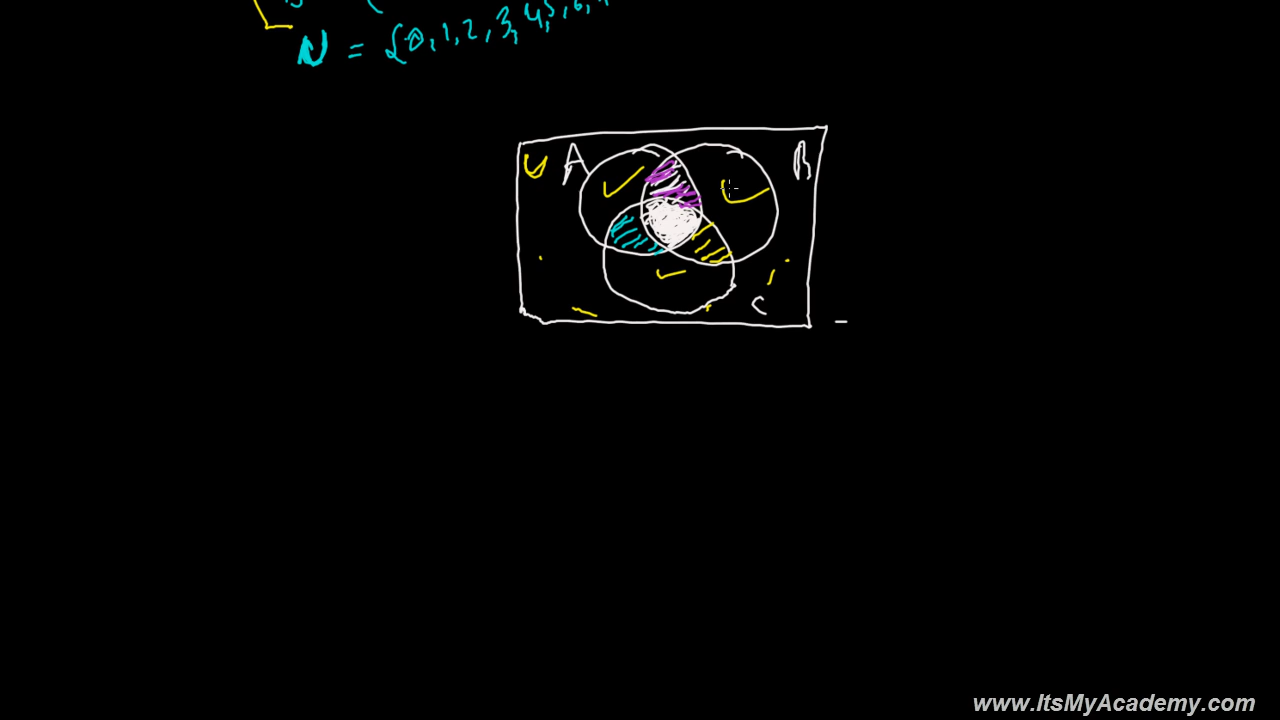 N = {0, 1, 2, 3, 4, 5, 6,
U A B
C
www.ItsMyAcademy.com